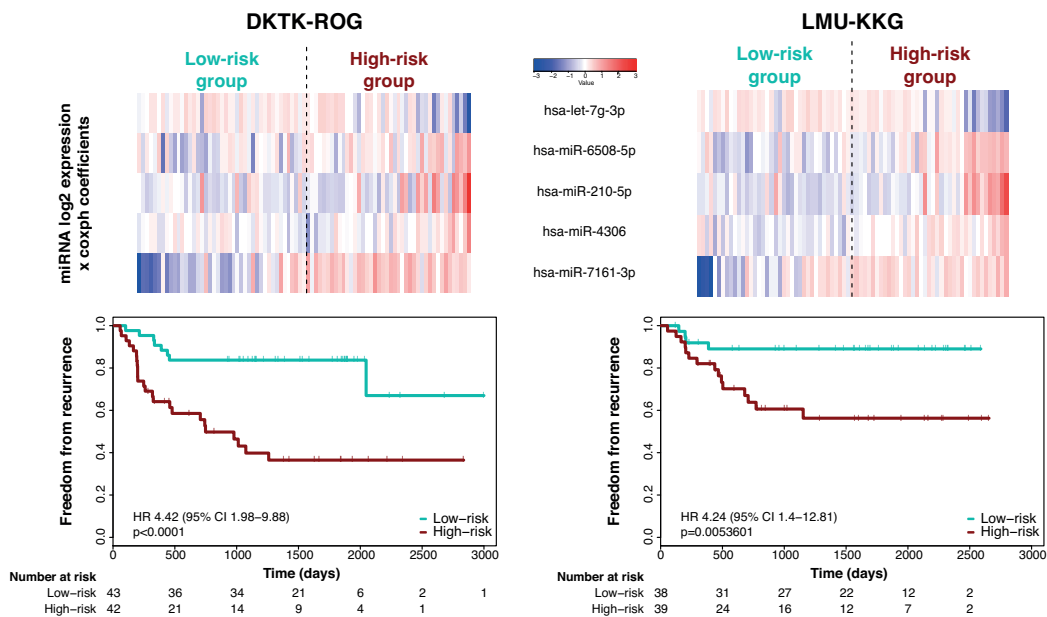 DKTK-ROG
Low-risk
group
High-risk
group
miRNA log2 expression
x coxph coefficients
LMU-KKG
Low-risk
group
High-risk
group
−3 −2 −1 0 1 2 3
Value
hsa-let-7g-3p
hsa-miR-6508-5p
hsa-miR-210-5p
hsa-miR-4306
hsa-miR-7161-3p
Freedom from recurrence
1.0
0.8
0.6
0.4
0.2
0.0
HR 4.42 (95% CI 1.98–9.88)
p<0.0001
Low−risk
High−risk
0 500 1000 1500 2000 2500 3000
Time (days)
Number at risk
Low−risk 43 36 34 21 6 2 1
High−risk 42 21 14 9 4 1
Freedom from recurrence
1.0
0.8
0.6
0.4
0.2
0.0
HR 4.24 (95% CI 1.4–12.81)
p=0.0053601
Low−risk
High−risk
0 500 1000 1500 2000 2500 3000
Time (days)
Number at risk
Low−risk 38 31 27 22 12 2
High−risk 39 24 16 12 7 2